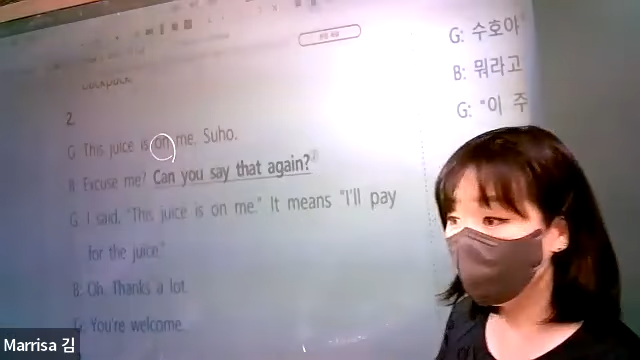 2.
G: This juice is on me, Suho.
B: Excuse me? Can you say that again?
G: I said, "This juice is on me." It means "I'll pay
for the juice."
B: Oh. Thanks a lot.
G: You're welcome.
G: 수호아
B: 뭐라고
G: "이 주
Marrisa 김